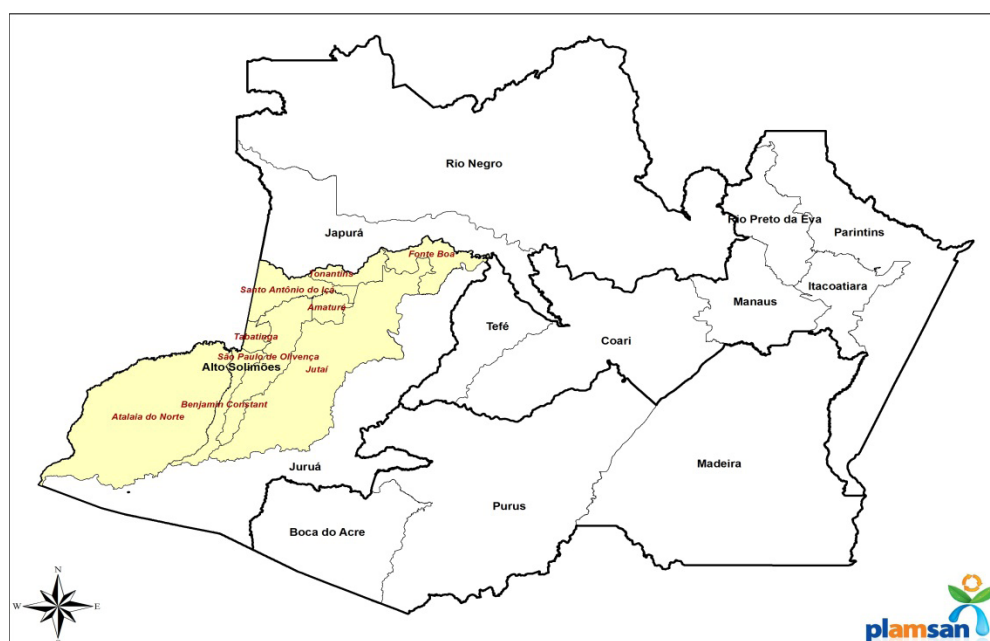 Rio Negro
Rio Preto da Eva
Parintins
Japurá
Fonte Boa
Tonantins
Santo Antônio do Içá
Itacoatiara
Amaturé
Manaus
Tefé
Tabatinga
Coari
São Paulo de Olivença
Alto Solimões
Jutaí
Benjamin Constant
Atalaia do Norte
Juruá
Madeira
Purus
Boca do Acre
N
W
E
plamsan